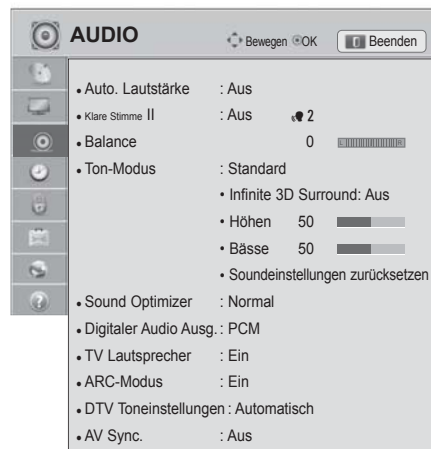 AUDIO Bewegen OK Beenden
• Auto. Lautstärke : Aus
• Klare Stimme II : Aus 2
• Balance 0 L R
• Ton-Modus : Standard
• Infinite 3D Surround: Aus
• Höhen 50
• Bässe 50
• Soundeinstellungen zurücksetzen
• Sound Optimizer : Normal
• Digitaler Audio Ausg. : PCM
• TV Lautsprecher : Ein
• ARC-Modus : Ein
• DTV Toneinstellungen : Automatisch
• AV Sync. : Aus